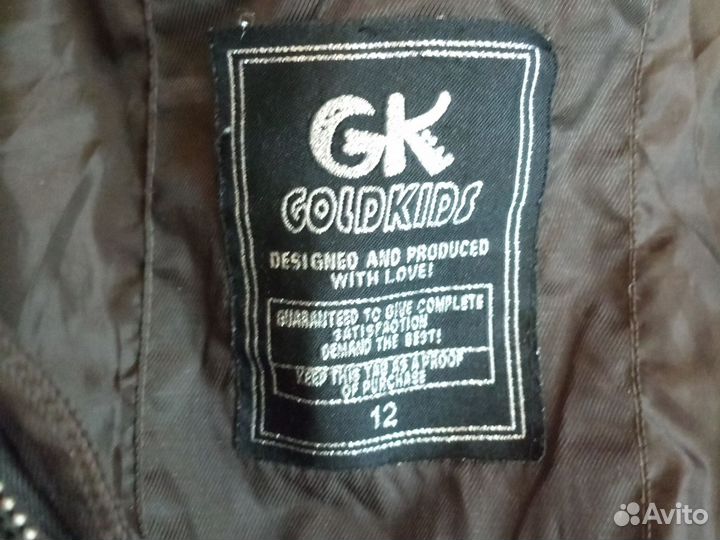 GK
GOLDKIDS
DESIGNED AND PRODUCED
WITH LOVE!
GUARANTEED TO GIVE COMPLETE
SATISFACTION
DEMAND THE BEST!
KEEP THIS TAB AS A PROOF
OF PURCHASE
12
Avito